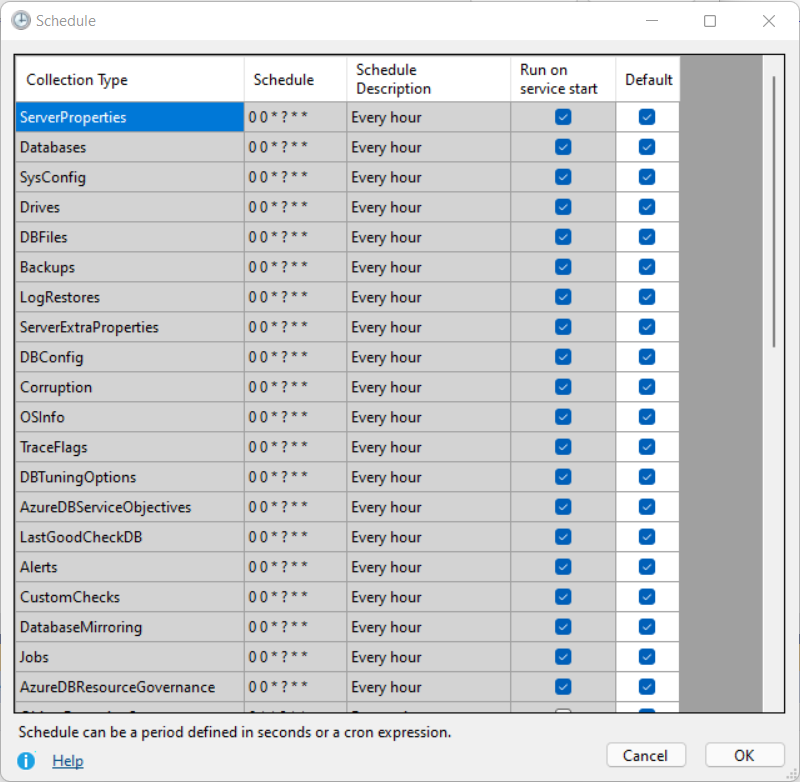 Schedule
Collection Type Schedule Schedule Description Run on service start Default
ServerProperties 0 0 * ? * * Every hour
Databases 0 0 * ? * * Every hour
SysConfig 0 0 * ? * * Every hour
Drives 0 0 * ? * * Every hour
DBFiles 0 0 * ? * * Every hour
Backups 0 0 * ? * * Every hour
LogRestores 0 0 * ? * * Every hour
ServerExtraProperties 0 0 * ? * * Every hour
DBConfig 0 0 * ? * * Every hour
Corruption 0 0 * ? * * Every hour
OSInfo 0 0 * ? * * Every hour
TraceFlags 0 0 * ? * * Every hour
DBTuningOptions 0 0 * ? * * Every hour
AzureDBServiceObjectives 0 0 * ? * * Every hour
LastGoodCheckDB 0 0 * ? * * Every hour
Alerts 0 0 * ? * * Every hour
CustomChecks 0 0 * ? * * Every hour
DatabaseMirroring 0 0 * ? * * Every hour
Jobs 0 0 * ? * * Every hour
AzureDBResourceGovernance 0 0 * ? * * Every hour
Schedule can be a period defined in seconds or a cron expression.
Help
Cancel OK